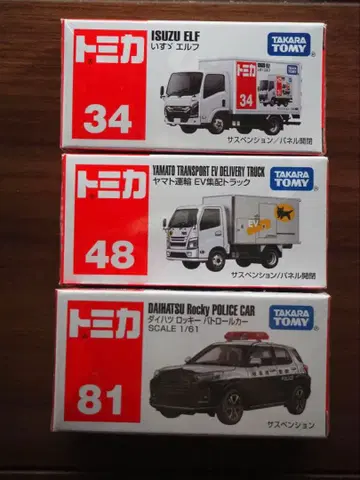 トミカ
34
ISUZU ELF
いすゞ エルフ
TAKARA
TOMY
34
サスペンション/パネル開閉
トミカ
48
YAMATO TRANSPORT EV DELIVERY TRUCK
ヤマト運輸 EV集配トラック
TAKARA
TOMY
EV
サスペンション/パネル開閉
トミカ
81
DAIHATSU Rocky POLICE CAR
ダイハツ ロッキー パトロールカー
SCALE 1/61
TAKARA
TOMY
POLICE
サスペンション